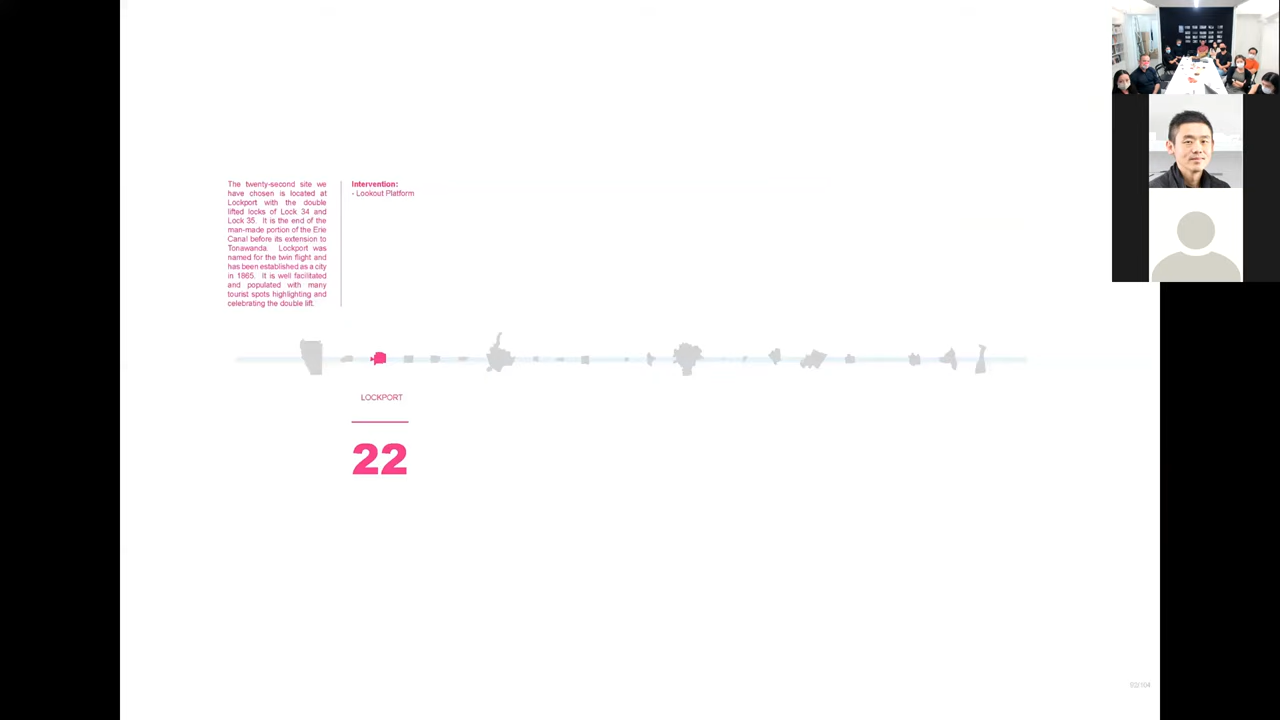 The twenty-second site we
have chosen is located at
Lockport with the double
lifted locks of Lock 34 and
Lock 35. It is the end of the
man-made portion of the Erie
Canal before its extension to
Tonawanda. Lockport was
named for the twin flight and
has been established as a city
in 1865. It is well facilitated
and populated with many
tourist spots highlighting and
celebrating the double lift.
Intervention:
- Lookout Platform
LOCKPORT
22
92/104